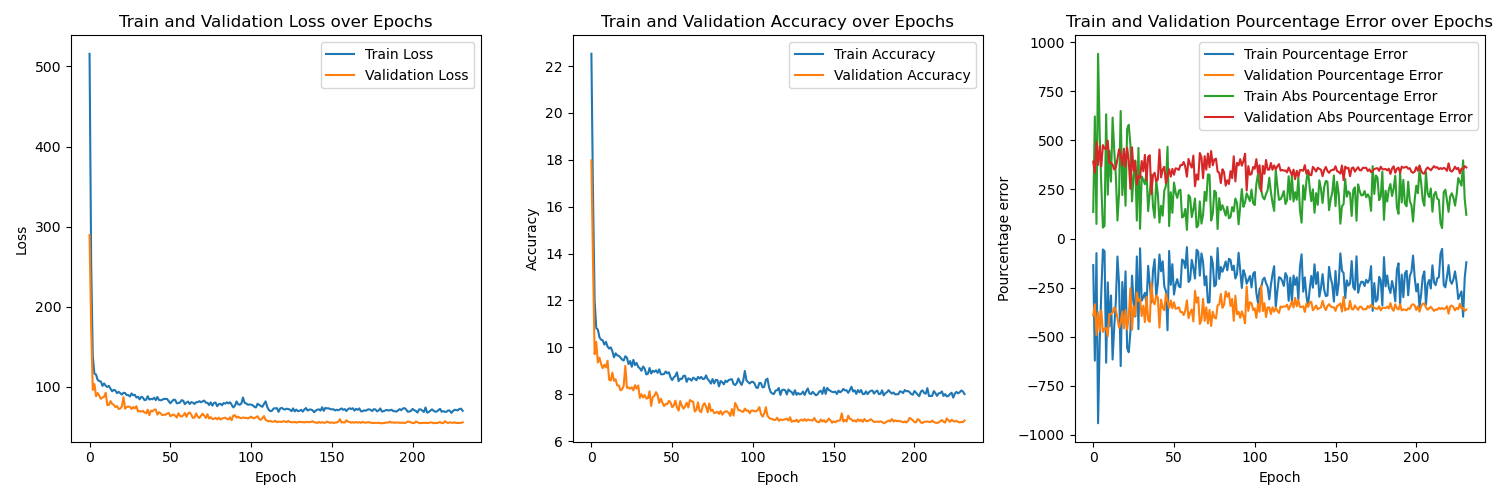 Train and Validation Loss over Epochs
Train Loss
Validation Loss
500
400
300
200
100
Loss
0
50
100
150
200
Epoch
Train and Validation Accuracy over Epochs
Train Accuracy
Validation Accuracy
22
20
18
16
14
12
10
8
6
Accuracy
0
50
100
150
200
Epoch
Train and Validation Pourcentage Error over Epochs
Train Pourcentage Error
Validation Pourcentage Error
Train Abs Pourcentage Error
Validation Abs Pourcentage Error
1000
750
500
250
0
−250
−500
−750
−1000
Pourcentage error
0
50
100
150
200
Epoch